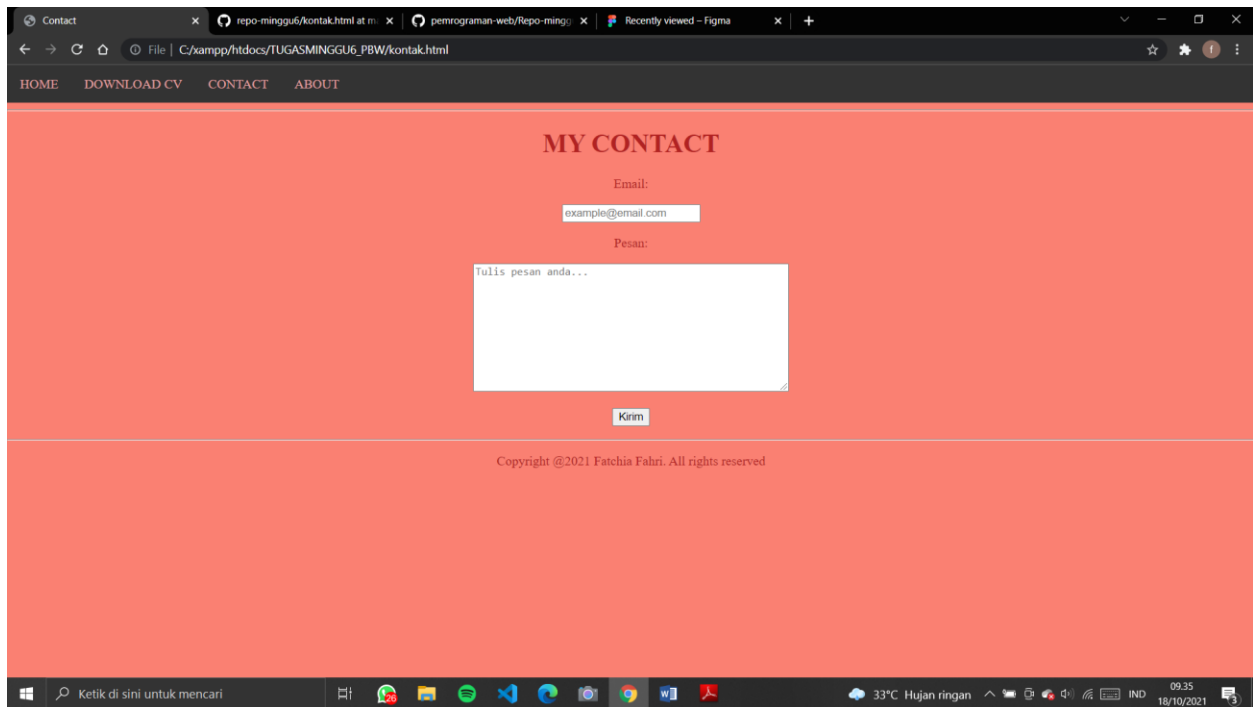 Contact
repo-minggu6/kontak.html at m
pemrograman-web/Repo-mingg
Recently viewed – Figma
File | C:/xampp/htdocs/TUGASMINGGU6_PBW/kontak.html
f
HOME DOWNLOAD CV CONTACT ABOUT
MY CONTACT
Email:
example@email.com
Pesan:
Tulis pesan anda...
Kirim
Copyright @2021 Fatchia Fahri. All rights reserved
Ketik di sini untuk mencari
26
33°C Hujan ringan
IND
09.35
18/10/2021
3